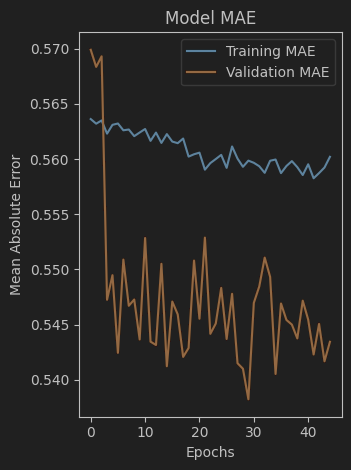 Model MAE
Training MAE
Validation MAE
0.570
0.565
0.560
0.555
0.550
0.545
0.540
Mean Absolute Error
0 10 20 30 40
Epochs